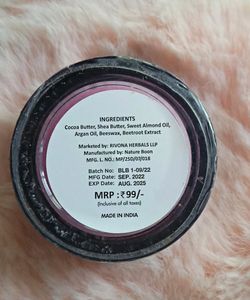 INGREDIENTS
Cocoa Butter, Shea Butter, Sweet Almond Oil,
Argan Oil, Beeswax, Beetroot Extract
Marketed by: RIVONA HERBALS LLP
Manufactured by: Nature Boon
MFG. L. NO.: MP/25D/07/018
Batch No: BLB 1-09/22
MFG Date: SEP. 2022
EXP Date: AUG. 2025
MRP :₹99/-
(Inclusive of all taxes)
MADE IN INDIA